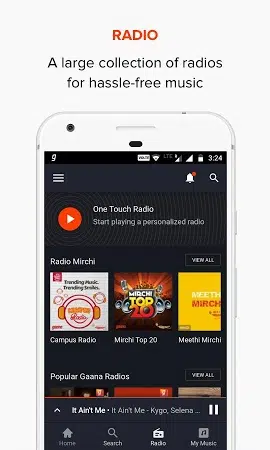 RADIO
A large collection of radios
for hassle-free music
g
VoLTE
LTE
3:24
One Touch Radio
Start playing a personalized radio
Radio Mirchi
VIEW ALL
Trending Music.
Trending Smiles.
Campus
Radio
MIRCHI
TOP
20
MEETHI
MIRCHI
Campus Radio
Mirchi Top 20
Meethi Mirchi
Popular Gaana Radios
VIEW ALL
It Ain't Me • It Ain't Me - Kygo, Selena
Home
Search
Radio
My Music